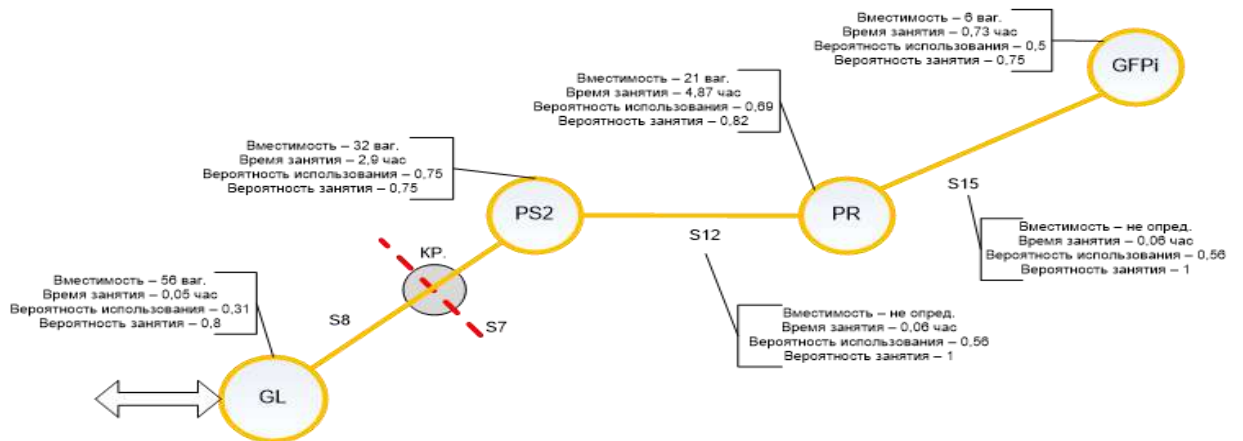 Вместимость – 6 ваг.
Время занятия – 0,73 час
Вероятность использования – 0,5
Вероятность занятия – 0,75
GFPi
Вместимость – 21 ваг.
Время занятия – 4,87 час
Вероятность использования – 0,69
Вероятность занятия – 0,82
Вместимость – 32 ваг.
Время занятия – 2,9 час
Вероятность использования – 0,75
Вероятность занятия – 0,75
PS2
PR
S15
S12
Вместимость – не опред.
Время занятия – 0,06 час
Вероятность использования – 0,56
Вероятность занятия – 1
КР.
S7
S8
Вместимость – 56 ваг.
Время занятия – 0,05 час
Вероятность использования – 0,31
Вероятность занятия – 0,8
Вместимость – не опред.
Время занятия – 0,06 час
Вероятность использования – 0,56
Вероятность занятия – 1
GL